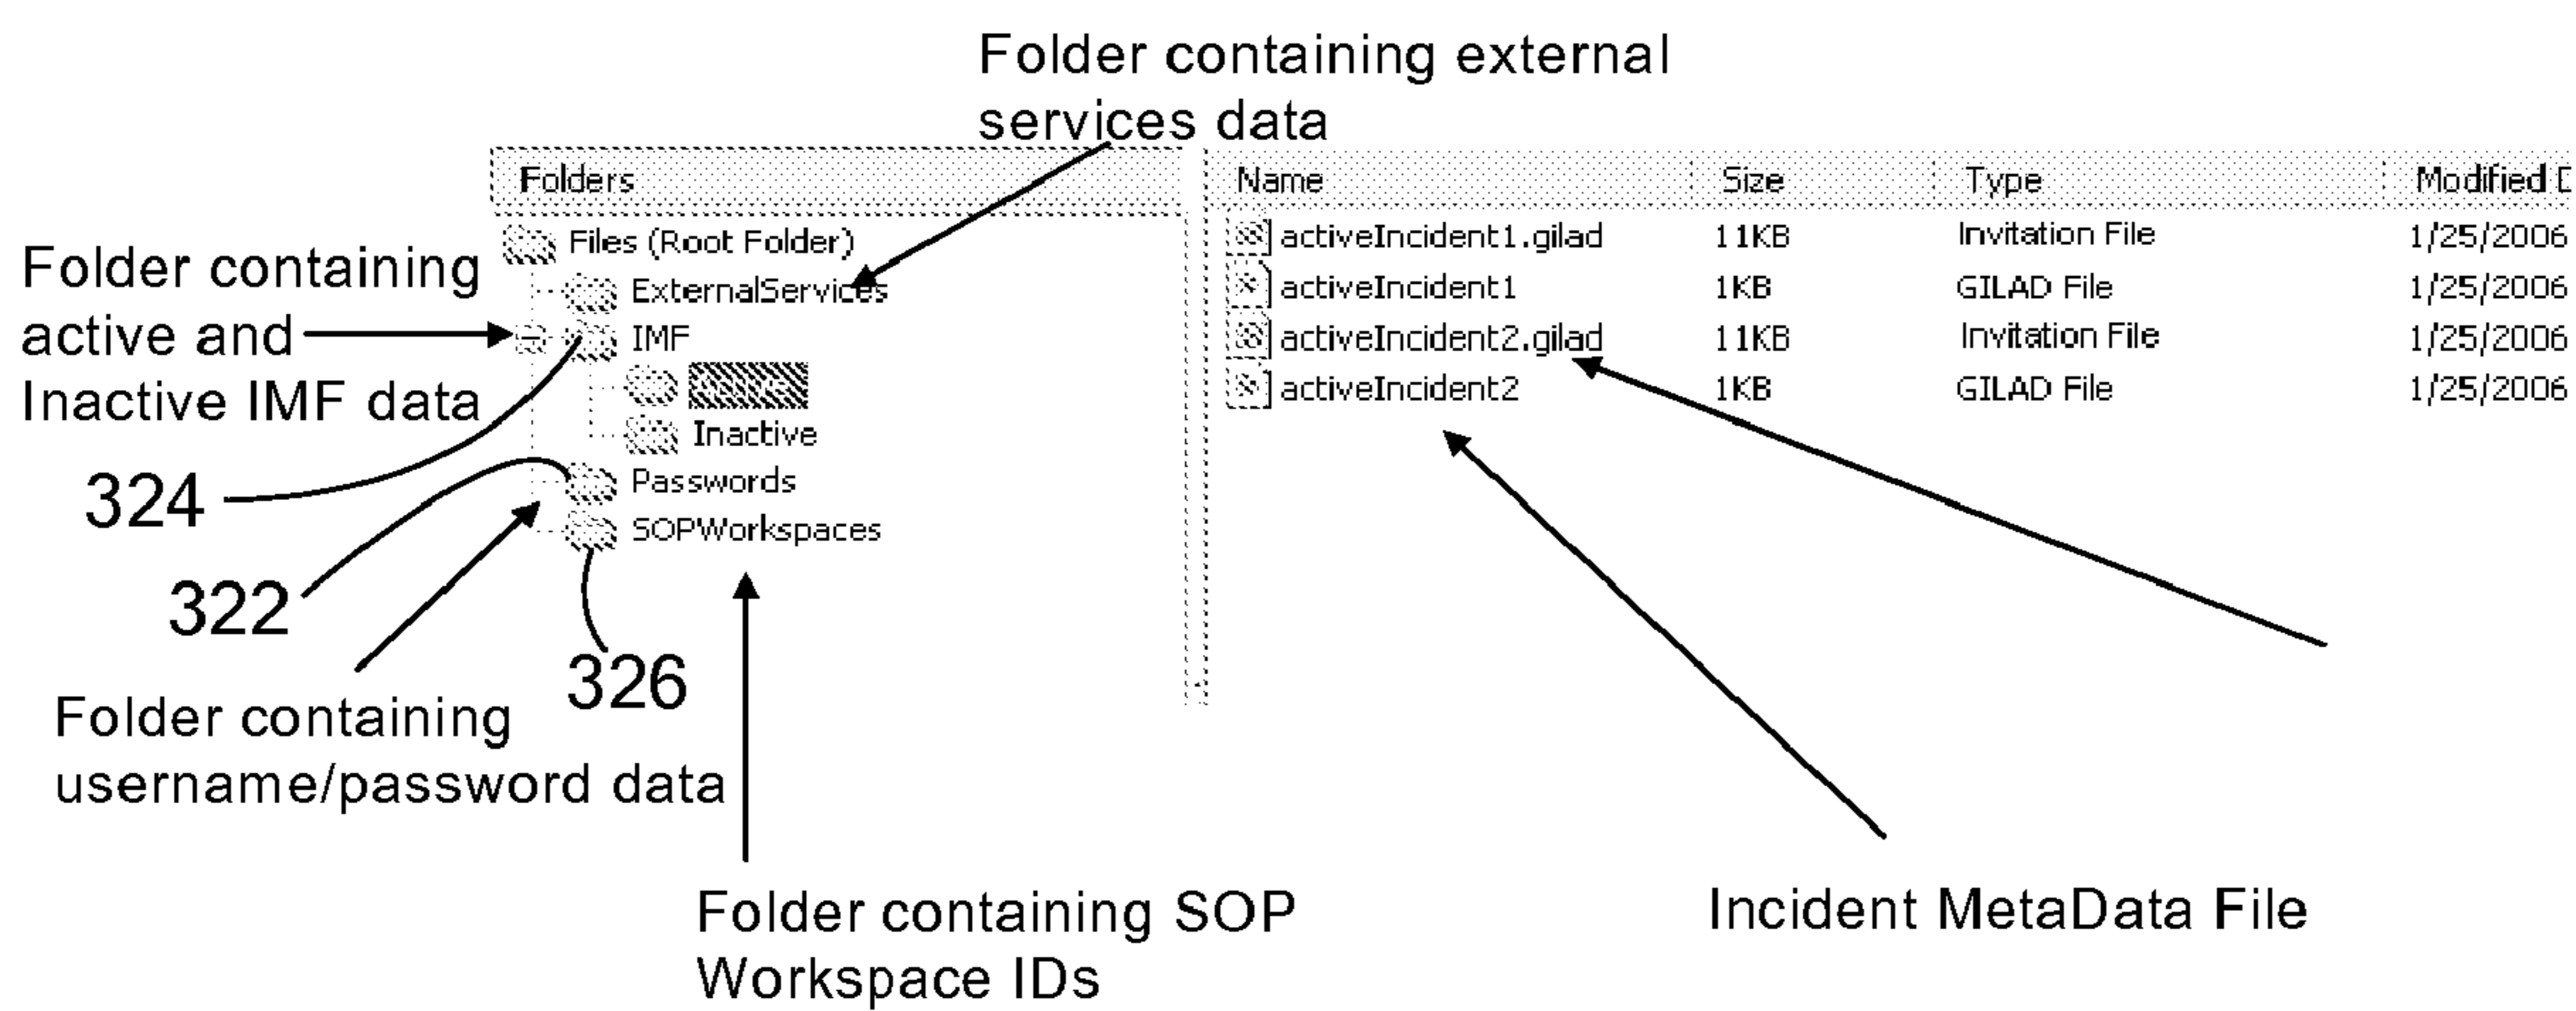 Folder containing external
services data
Folders
Name Size Type Modified
Files (Root Folder)
activeIncident1.gilad 11KB Invitation File 1/25/2006
Folder containing
active and
Inactive IMF data
ExternalServices
activeIncident1 1KB GILAD File 1/25/2006
IMF
activeIncident2.gilad 11KB Invitation File 1/25/2006
activeIncident2 1KB GILAD File 1/25/2006
Inactive
324
Passwords
SOPWorkspaces
322
326
Folder containing
username/password data
Folder containing SOP
Workspace IDs
Incident MetaData File